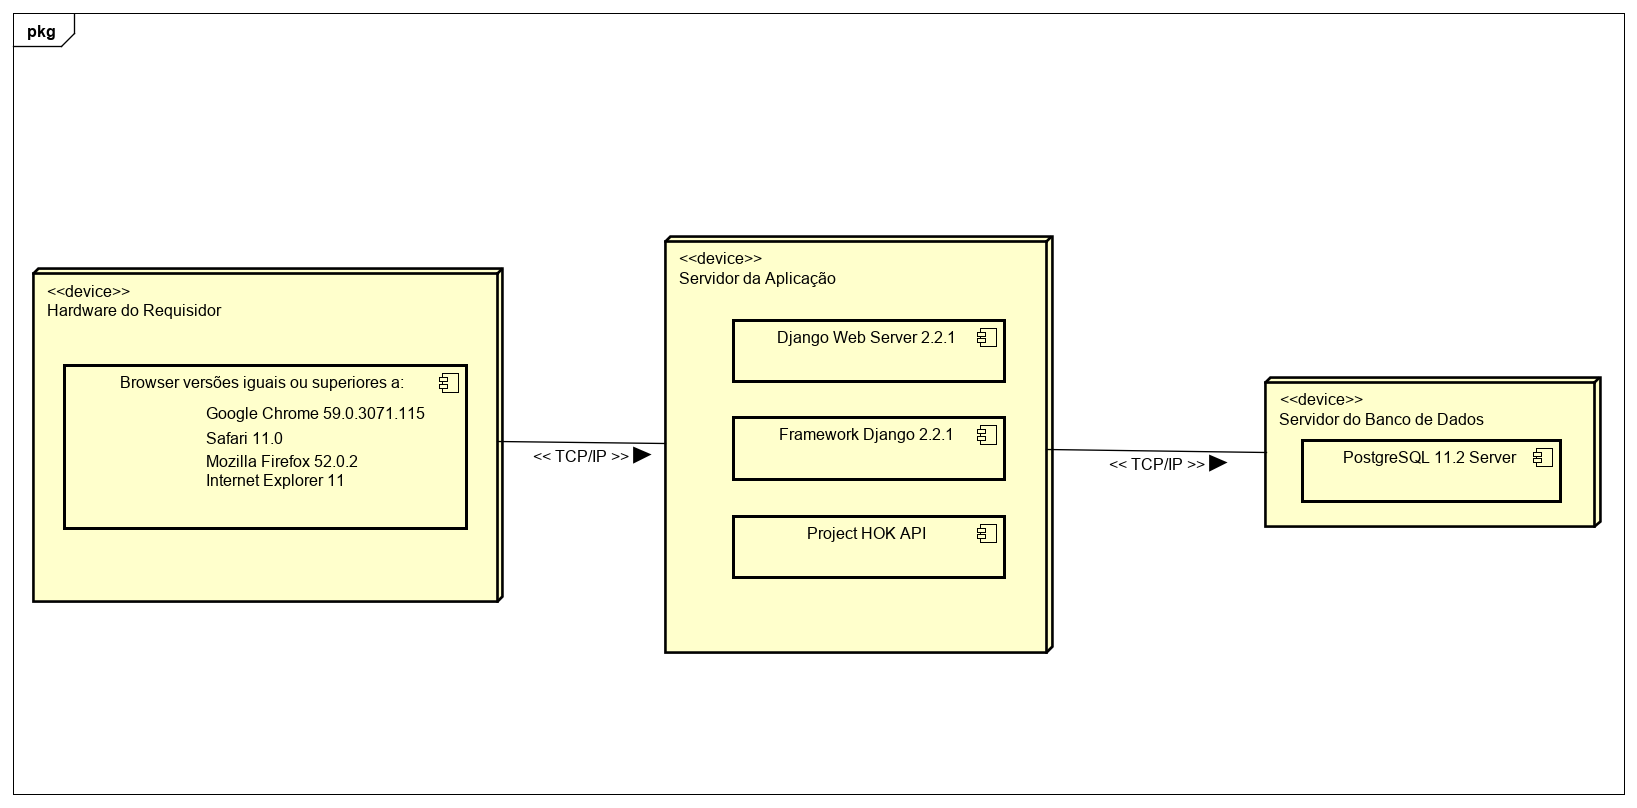 pkg
<<device>>
Hardware do Requisidor
Browser versões iguais ou superiores a:
Google Chrome 59.0.3071.115
Safari 11.0
Mozilla Firefox 52.0.2
Internet Explorer 11
<< TCP/IP >>
<<device>>
Servidor da Aplicação
Django Web Server 2.2.1
Framework Django 2.2.1
Project HOK API
<< TCP/IP >>
<<device>>
Servidor do Banco de Dados
PostgreSQL 11.2 Server